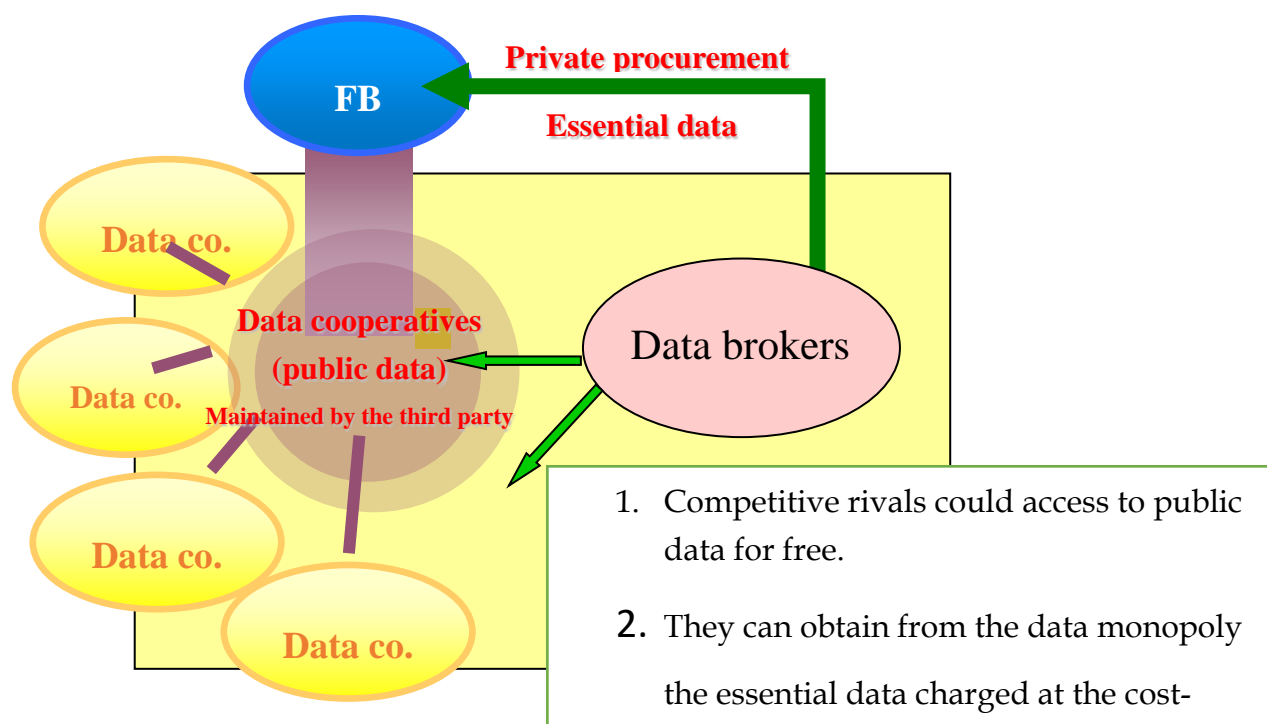 Private procurement
FB
Essential data
Data co.
Data cooperatives
(public data)
Maintained by the third party
Data brokers
Data co.
Data co.
Data co.
1. Competitive rivals could access to public
data for free.
2. They can obtain from the data monopoly
the essential data charged at the cost-